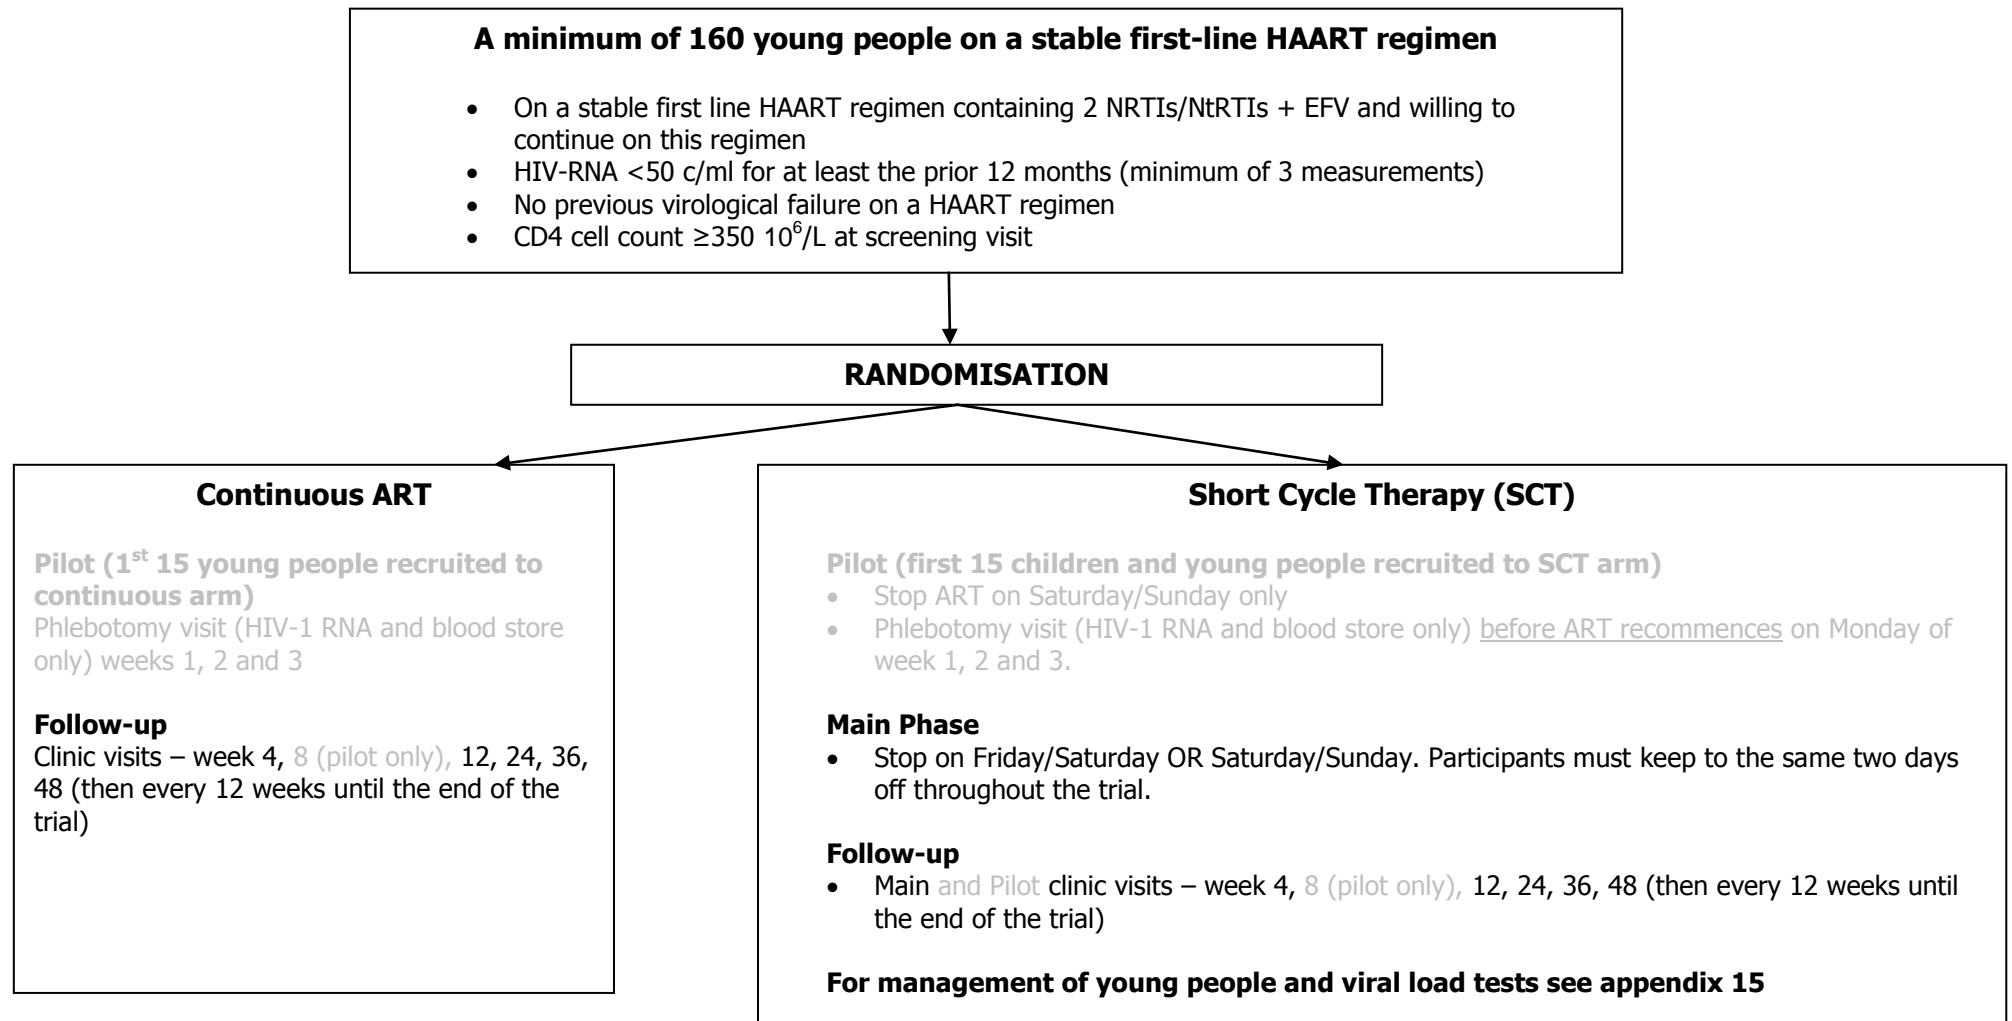 A minimum of 160 young people on a stable first-line HAART regimen
• On a stable first line HAART regimen containing 2 NRTIs/NtRTIs + EFV and willing to
continue on this regimen
• HIV-RNA <50 c/ml for at least the prior 12 months (minimum of 3 measurements)
• No previous virological failure on a HAART regimen
• CD4 cell count ≥350 10⁶/L at screening visit
RANDOMISATION
Continuous ART
Pilot (1ˢᵗ 15 young people recruited to
continuous arm)
Phlebotomy visit (HIV-1 RNA and blood store
only) weeks 1, 2 and 3
Follow-up
Clinic visits – week 4, 8 (pilot only), 12, 24, 36,
48 (then every 12 weeks until the end of the
trial)
Short Cycle Therapy (SCT)
Pilot (first 15 children and young people recruited to SCT arm)
• Stop ART on Saturday/Sunday only
• Phlebotomy visit (HIV-1 RNA and blood store only) before ART recommences on Monday of
week 1, 2 and 3.
Main Phase
• Stop on Friday/Saturday OR Saturday/Sunday. Participants must keep to the same two days
off throughout the trial.
Follow-up
• Main and Pilot clinic visits – week 4, 8 (pilot only), 12, 24, 36, 48 (then every 12 weeks until
the end of the trial)
For management of young people and viral load tests see appendix 15